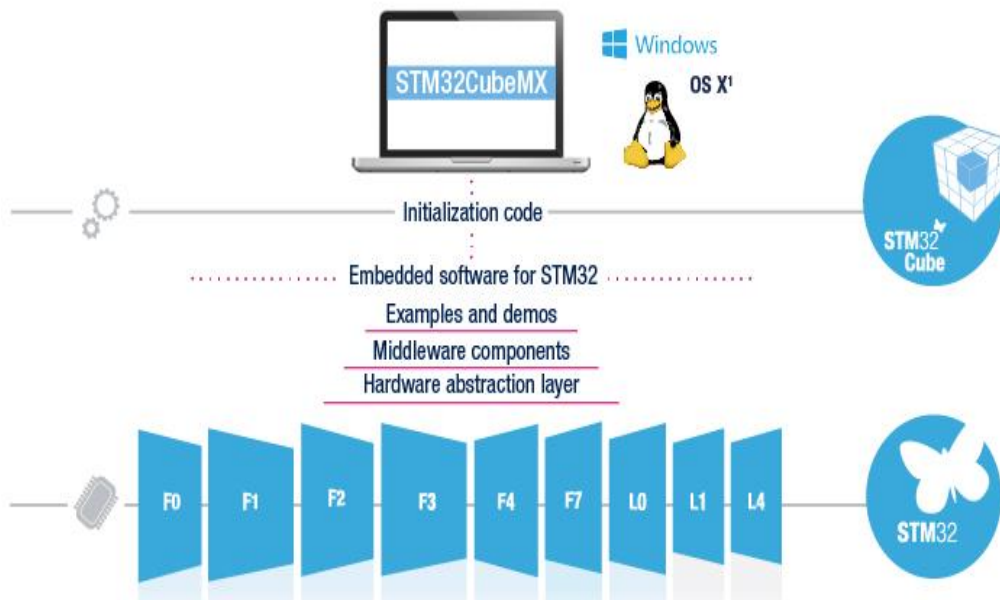 STM32CubeMX
Windows
OS X¹
Initialization code
STM32
Cube
Embedded software for STM32
Examples and demos
Middleware components
Hardware abstraction layer
F0 F1 F2 F3 F4 F7 L0 L1 L4
STM32